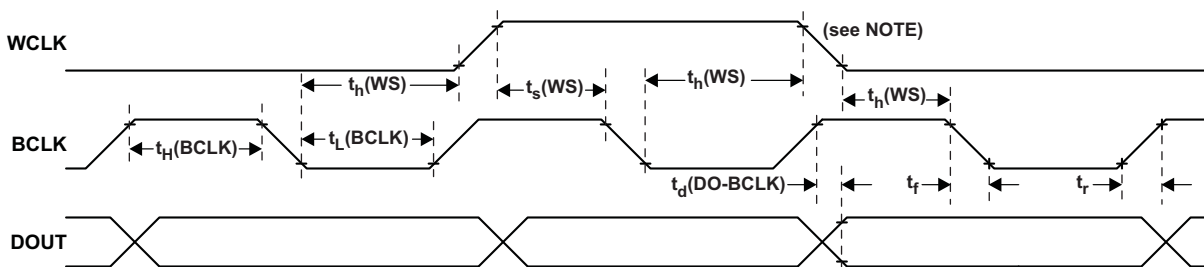 WCLK
(see NOTE)
t_h(WS)
t_s(WS)
t_h(WS)
t_h(WS)
BCLK
t_H(BCLK)
t_L(BCLK)
t_d(DO-BCLK)
t_f
t_r
DOUT